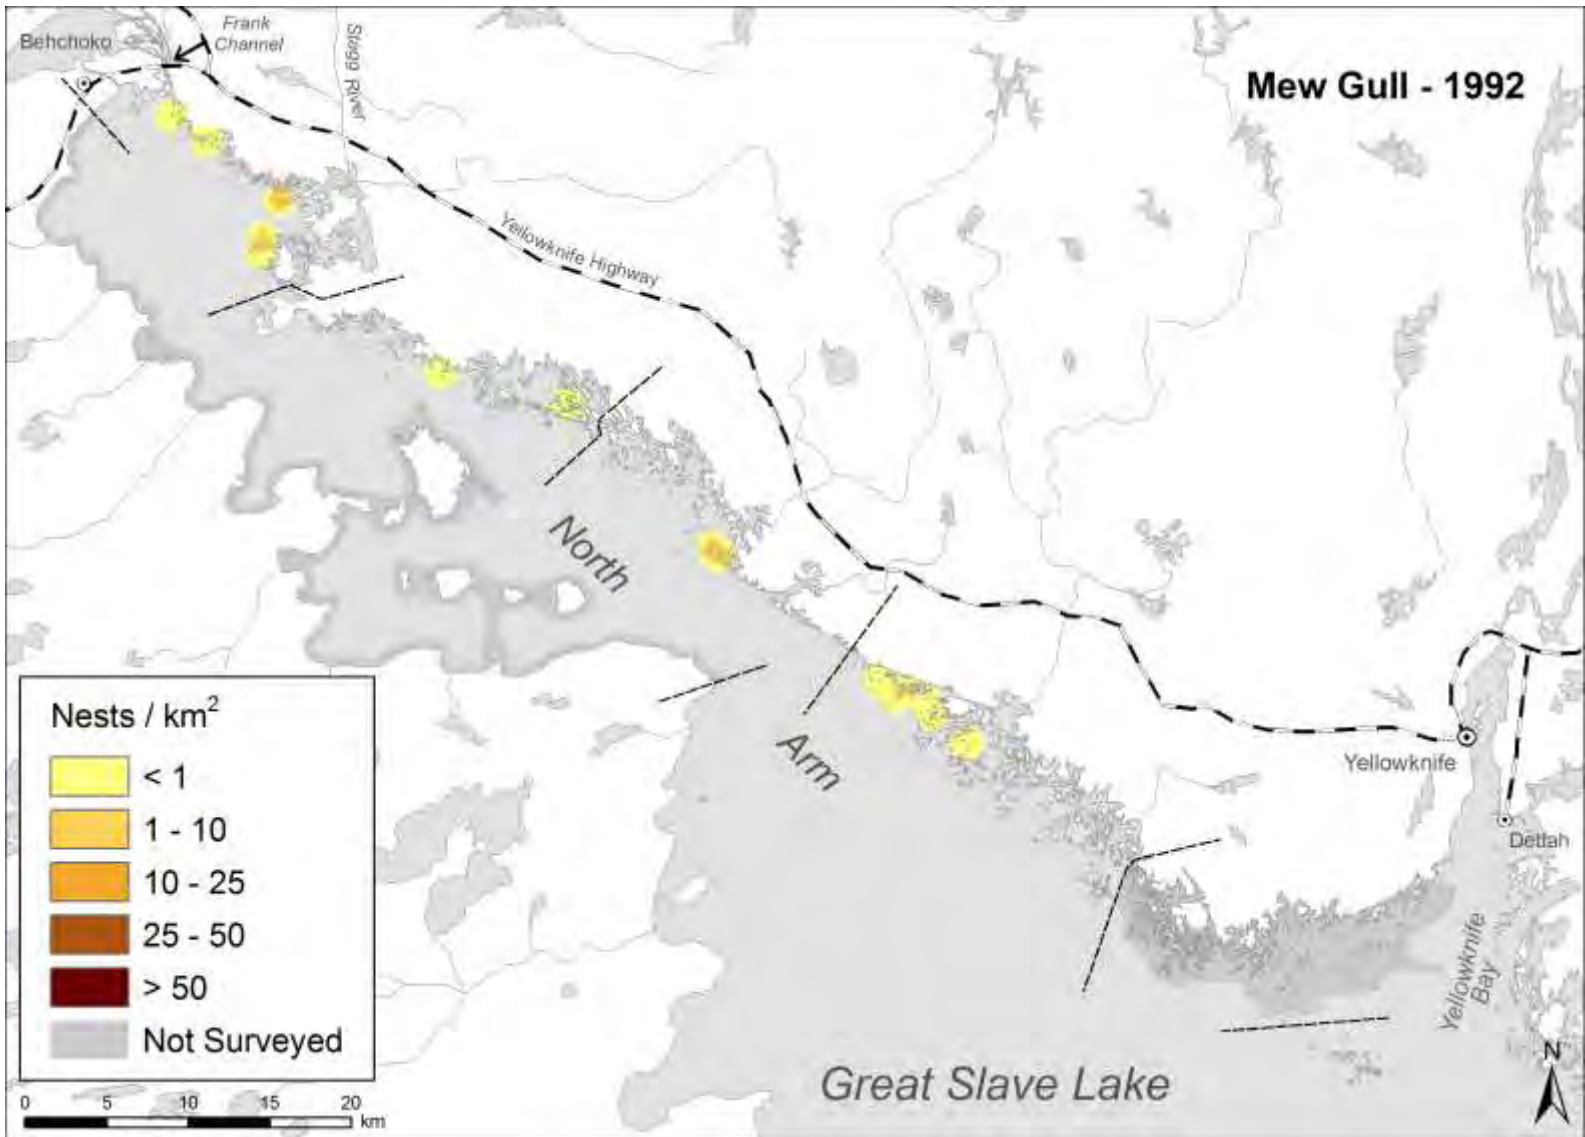 Behchoko
Frank
Channel
Stagg River
Mew Gull - 1992
Yellowknife Highway
North
Arm
Nests / km²
< 1
1 - 10
10 - 25
25 - 50
> 50
Not Surveyed
Yellowknife
Dettah
Yellowknife
Bay
Great Slave Lake
N
0 5 10 15 20
km